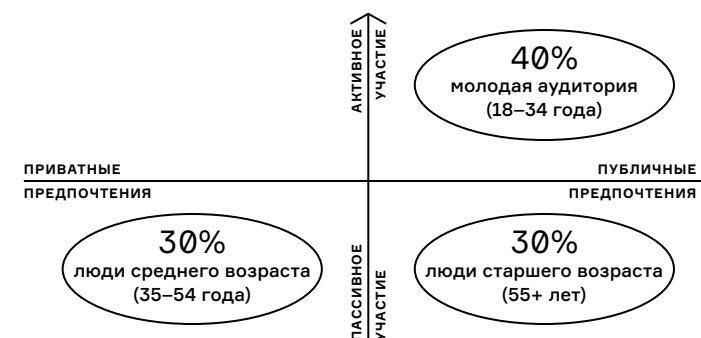 АКТИВНОЕ
УЧАСТИЕ
40%
молодая аудитория
(18–34 года)
ПРИВАТНЫЕ
ПРЕДПОЧТЕНИЯ
ПУБЛИЧНЫЕ
ПРЕДПОЧТЕНИЯ
30%
люди среднего возраста
(35–54 года)
ПАССИВНОЕ
УЧАСТИЕ
30%
люди старшего возраста
(55+ лет)